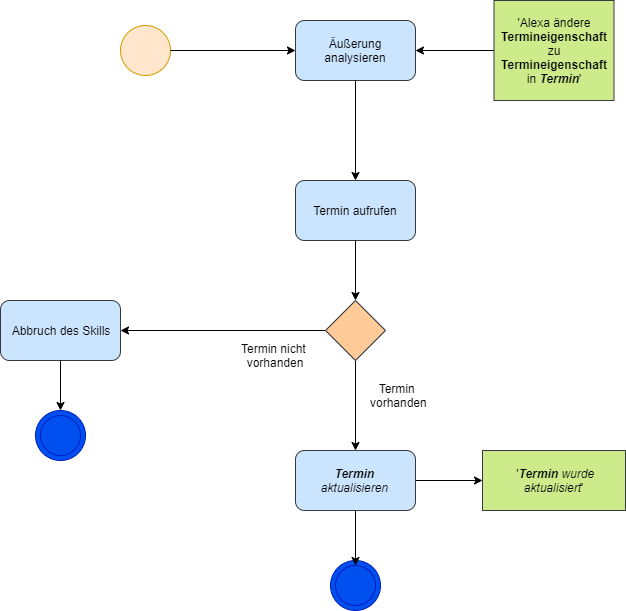 Äußerung
analysieren
'Alexa ändere
Termineigenschaft
zu
Termineigenschaft
in Termin'
Termin aufrufen
Abbruch des Skills
Termin nicht
vorhanden
Termin
vorhanden
Termin
aktualisieren
'Termin wurde
aktualisiert'